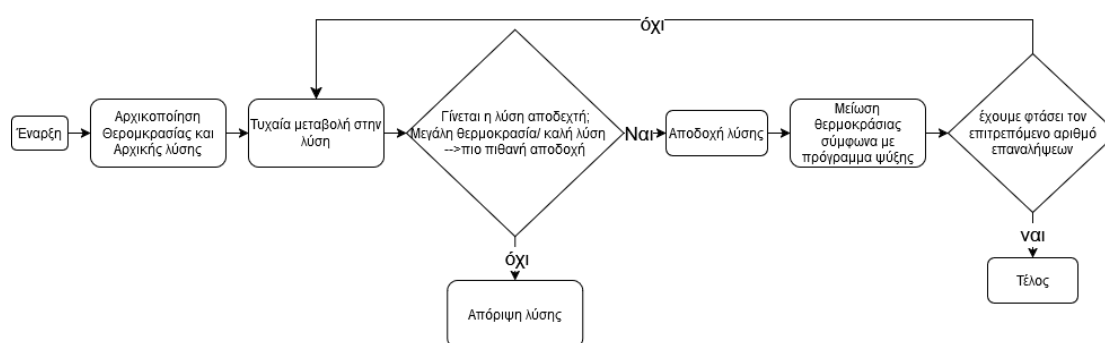 όχι
Έναρξη
Αρχικοποίηση
Θερομκρασίας και
Αρχικής λύσης
Τυχαία μεταβολή στην
λύση
Γίνεται η λύση αποδεχτή;
Μεγάλη θερμοκρασία/ καλή λύση
-->πιο πιθανή αποδοχή
Ναι
Αποδοχή λύσης
Μείωση
θερμοκράσιας
σύμφωνα με
πρόγραμμα ψύξης
έχουμε φτάσει τον
επιτρεπόμενο αριθμό
επαναλήψεων
όχι
Απόριψη λύσης
ναι
Τέλος